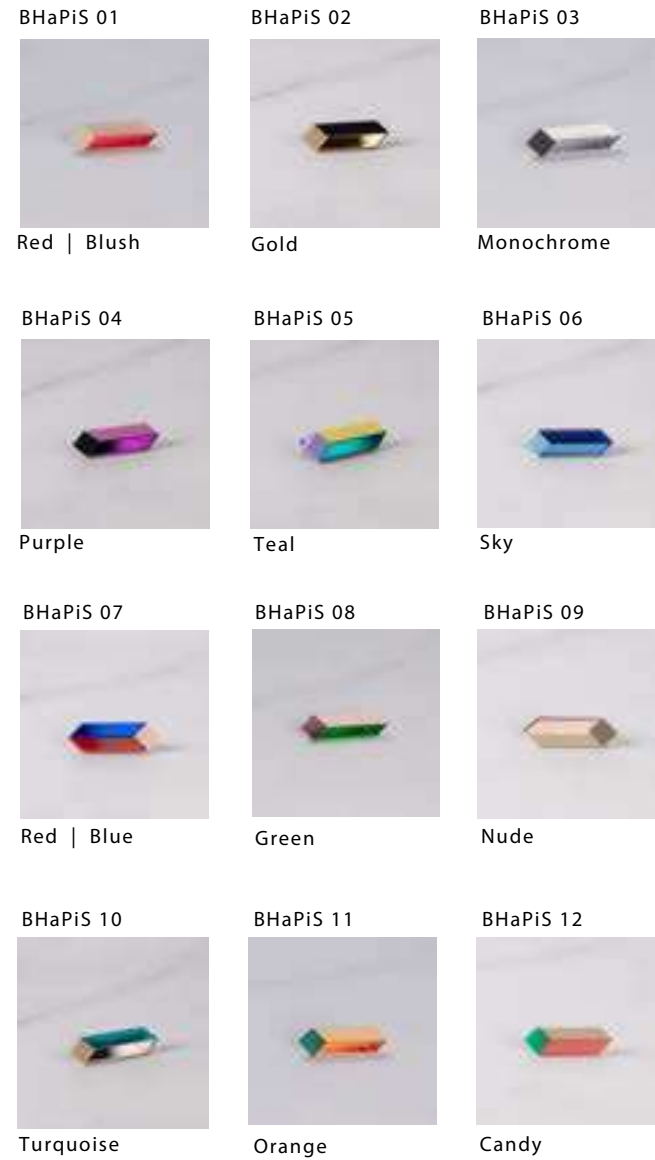 BHaPiS 01
BHaPiS 02
BHaPiS 03
Red | Blush
Gold
Monochrome
BHaPiS 04
BHaPiS 05
BHaPiS 06
Purple
Teal
Sky
BHaPiS 07
BHaPiS 08
BHaPiS 09
Red | Blue
Green
Nude
BHaPiS 10
BHaPiS 11
BHaPiS 12
Turquoise
Orange
Candy